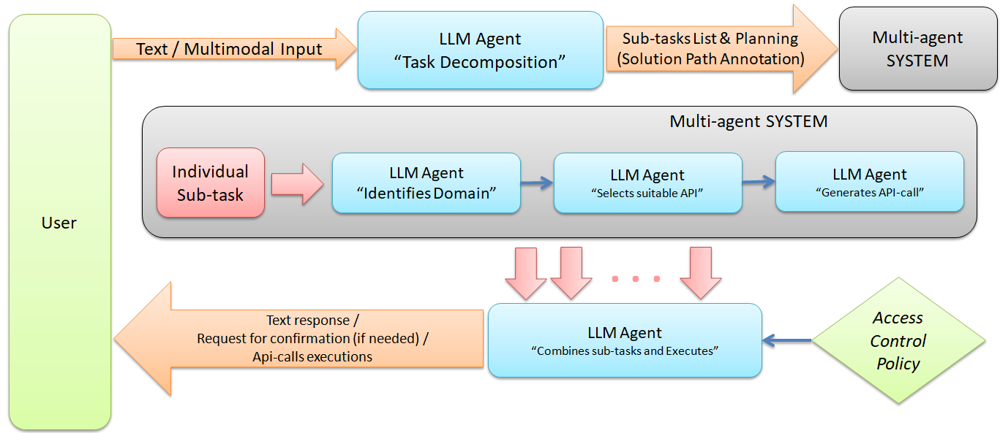 User
Text / Multimodal Input
LLM Agent
“Task Decomposition”
Sub-tasks List & Planning
(Solution Path Annotation)
Multi-agent
SYSTEM
Multi-agent SYSTEM
Individual
Sub-task
LLM Agent
“Identifies Domain”
LLM Agent
“Selects suitable API”
LLM Agent
“Generates API-call”
Text response /
Request for confirmation (if needed) /
Api-calls executions
LLM Agent
“Combines sub-tasks and Executes”
Access
Control
Policy